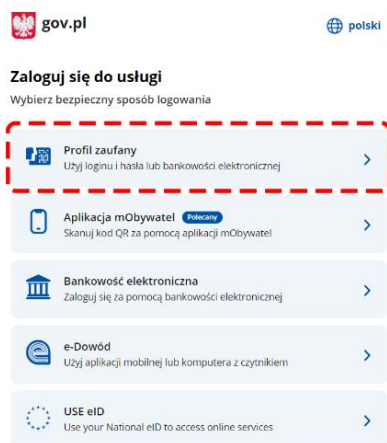 gov.pl
polski
Zaloguj się do usługi
Wybierz bezpieczny sposób logowania
Profil zaufany
Użyj loginu i hasła lub bankowości elektronicznej
Aplikacja mObywatel Polecany
Skanuj kod QR za pomocą aplikacji mObywatel
Bankowość elektroniczna
Zaloguj się za pomocą bankowości elektronicznej
e-Dowód
Użyj aplikacji mobilnej lub komputera z czytnikiem
USE eID
Use your National eID to access online services